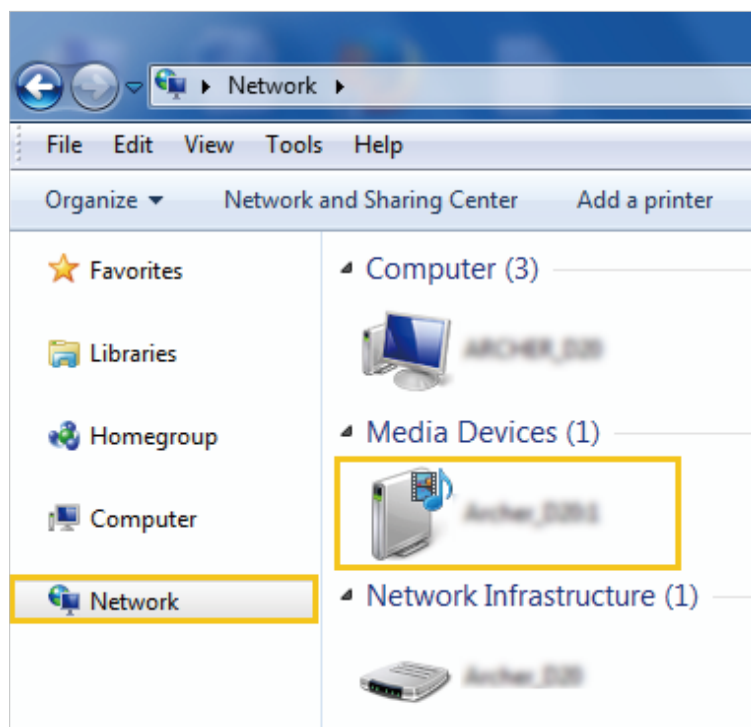 Network
File Edit View Tools Help
Organize Network and Sharing Center Add a printer
Favorites
Libraries
Homegroup
Computer
Network
Computer (3)
Media Devices (1)
Network Infrastructure (1)